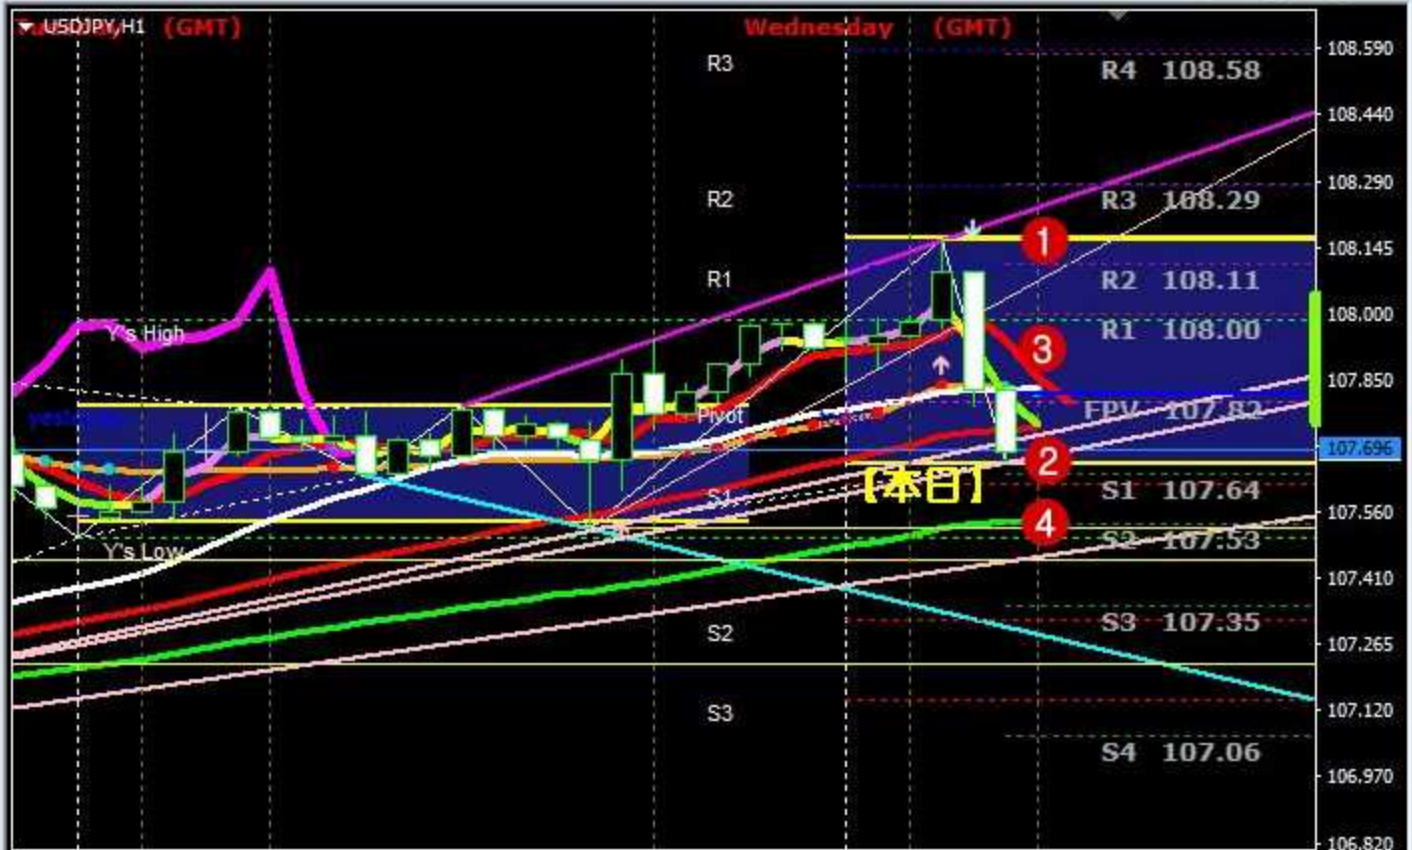 USDJPY,H1
(GMT)
Wednesday (GMT)
R3
R2
R1
Y's High
Pivot
S1
Y's Low
S2
S3
R4 108.58
R3 108.29
R2 108.11
R1 108.00
FPV 107.82
S1 107.64
S2 107.53
S3 107.35
S4 107.06
1
3
2
4
【本日】
108.590
108.440
108.290
108.145
108.000
107.850
107.696
107.560
107.410
107.265
107.120
106.970
106.820